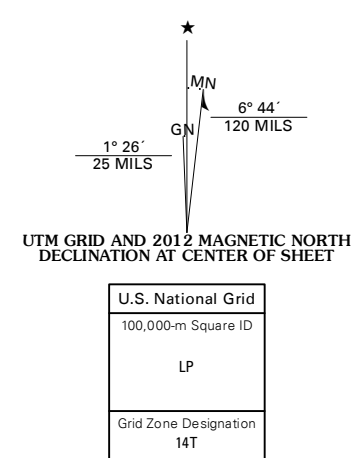 ★
MN
6° 44´
120 MILS
GN
1° 26´
25 MILS
UTM GRID AND 2012 MAGNETIC NORTH
DECLINATION AT CENTER OF SHEET
U.S. National Grid
100,000-m Square ID
LP
Grid Zone Designation
14T